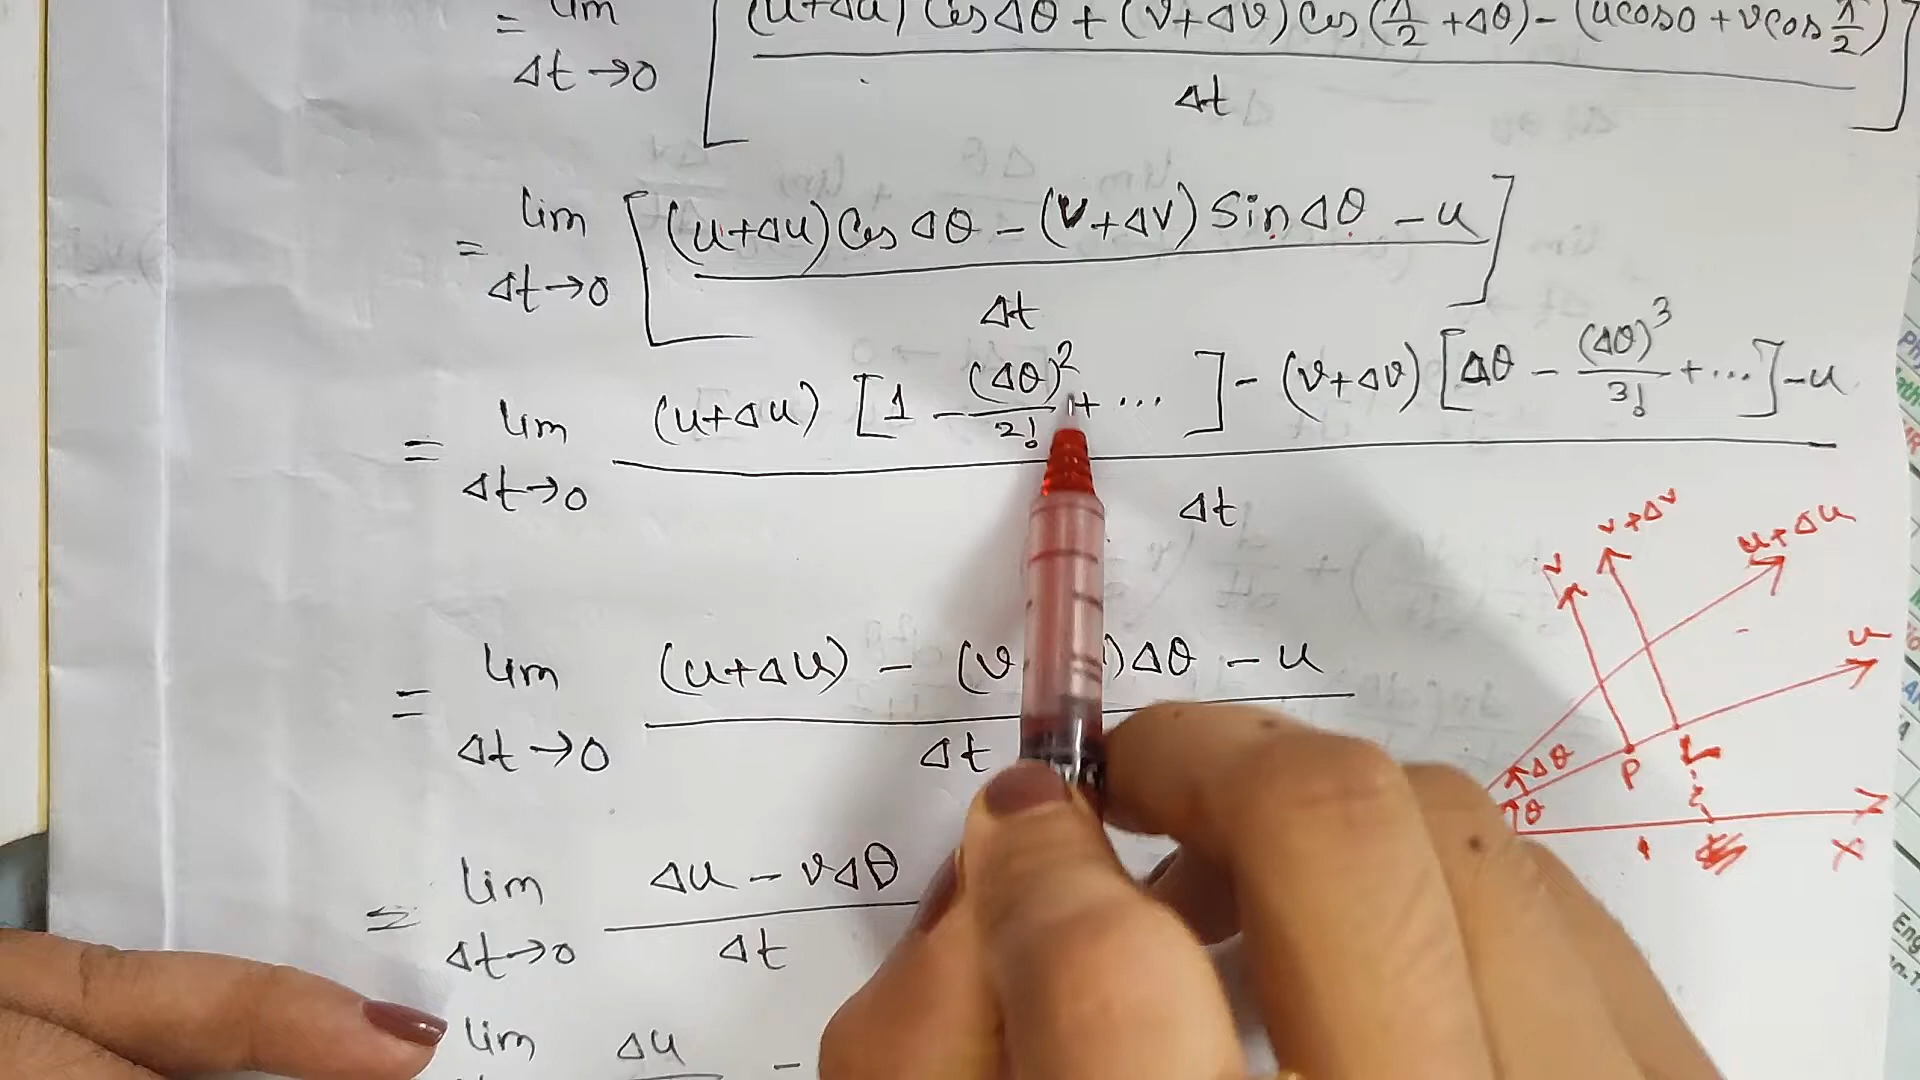 = lim Δt→0 [ (u+Δu) Cos Δθ + (v+Δv) Cos (π/2 + Δθ) - (u cos 0 + v cos π/2) / Δt ]
= lim Δt→0 [ (u+Δu) Cos Δθ - (v+Δv) Sin Δθ - u / Δt ]
= lim Δt→0 (u+Δu) [1 - (Δθ)²/2! + ...] - (v+Δv) [Δθ - (Δθ)³/3! + ...] - u / Δt
= lim Δt→0 (u+Δu) - (v )Δθ - u / Δt
= lim Δt→0 Δu - vΔθ / Δt
lim Δu -
v
v+Δv
u+Δu
u
Δθ
θ
P
x